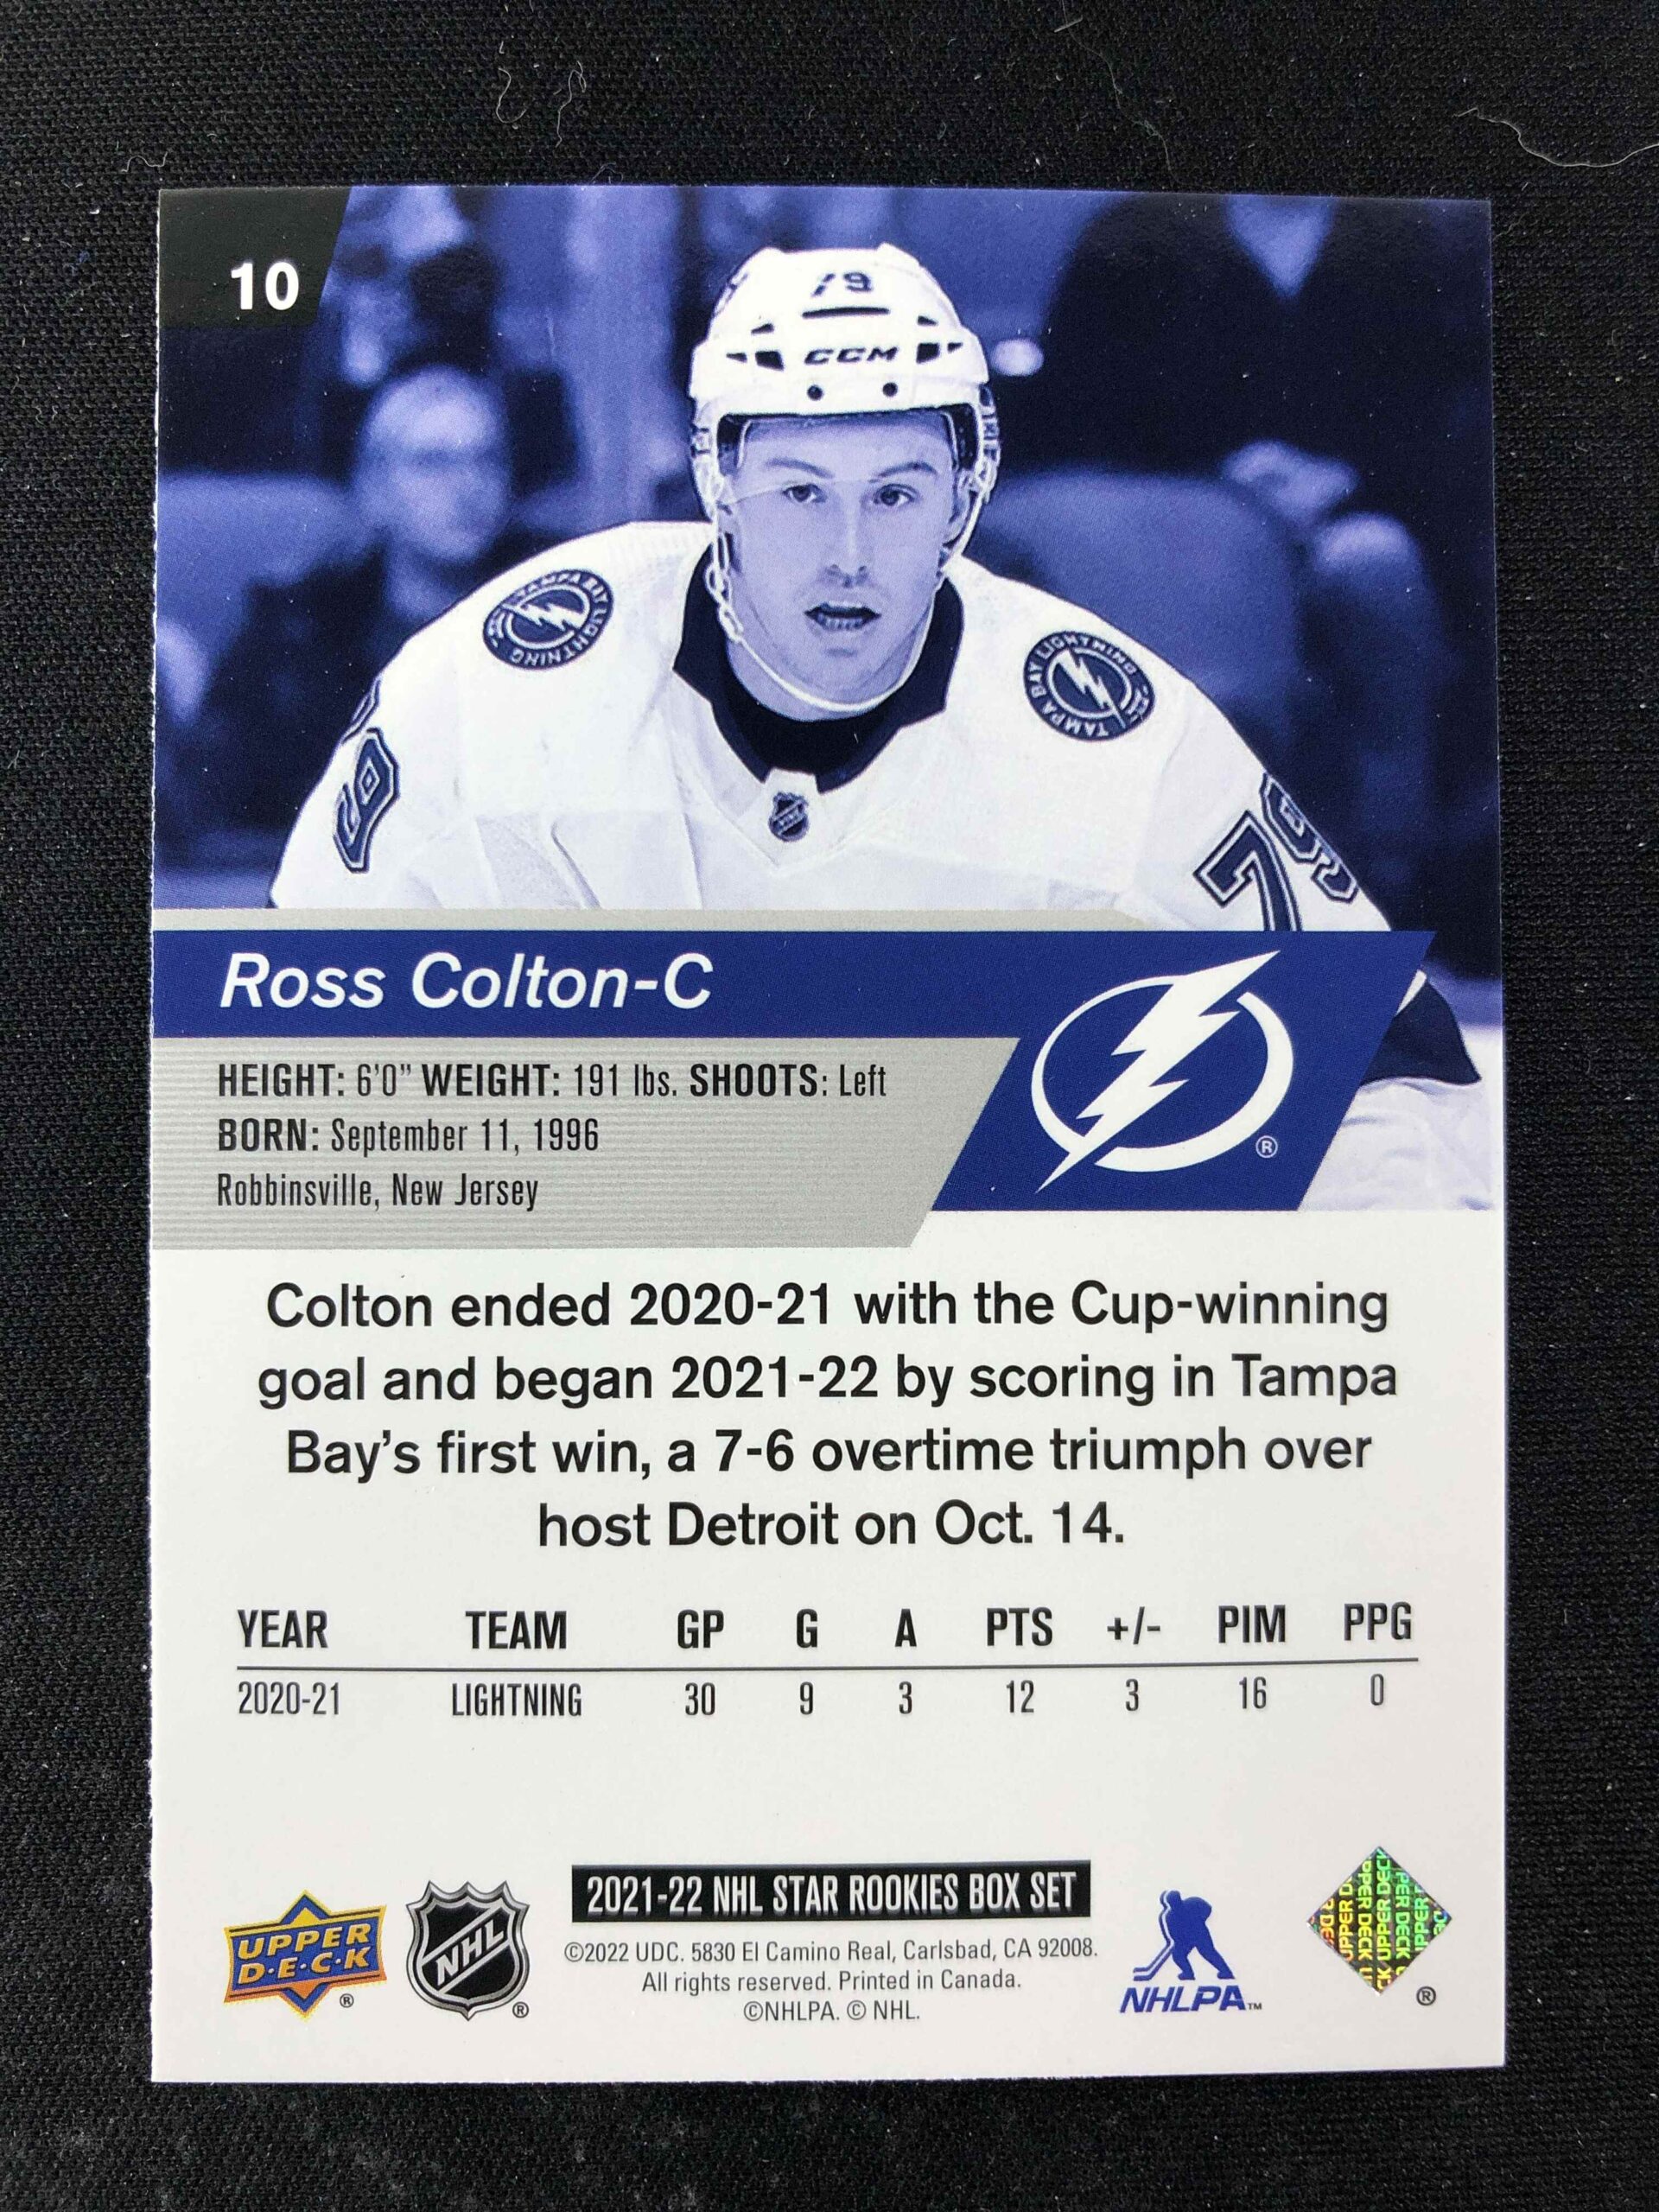 10
79
CCM
TAMPA BAY LIGHTNING
TAMPA BAY LIGHTNING
9
79
Ross Colton-C
HEIGHT: 6'0" WEIGHT: 191 lbs. SHOOTS: Left
BORN: September 11, 1996
Robbinsville, New Jersey
®
Colton ended 2020-21 with the Cup-winning
goal and began 2021-22 by scoring in Tampa
Bay's first win, a 7-6 overtime triumph over
host Detroit on Oct. 14.
YEAR TEAM GP G A PTS +/- PIM PPG
2020-21 LIGHTNING 30 9 3 12 3 16 0
2021-22 NHL STAR ROOKIES BOX SET
UPPER
D·E·C·K
®
NHL
®
©2022 UDC. 5830 El Camino Real, Carlsbad, CA 92008.
All rights reserved. Printed in Canada.
©NHLPA. © NHL.
NHLPA™
UPPER DECK
®